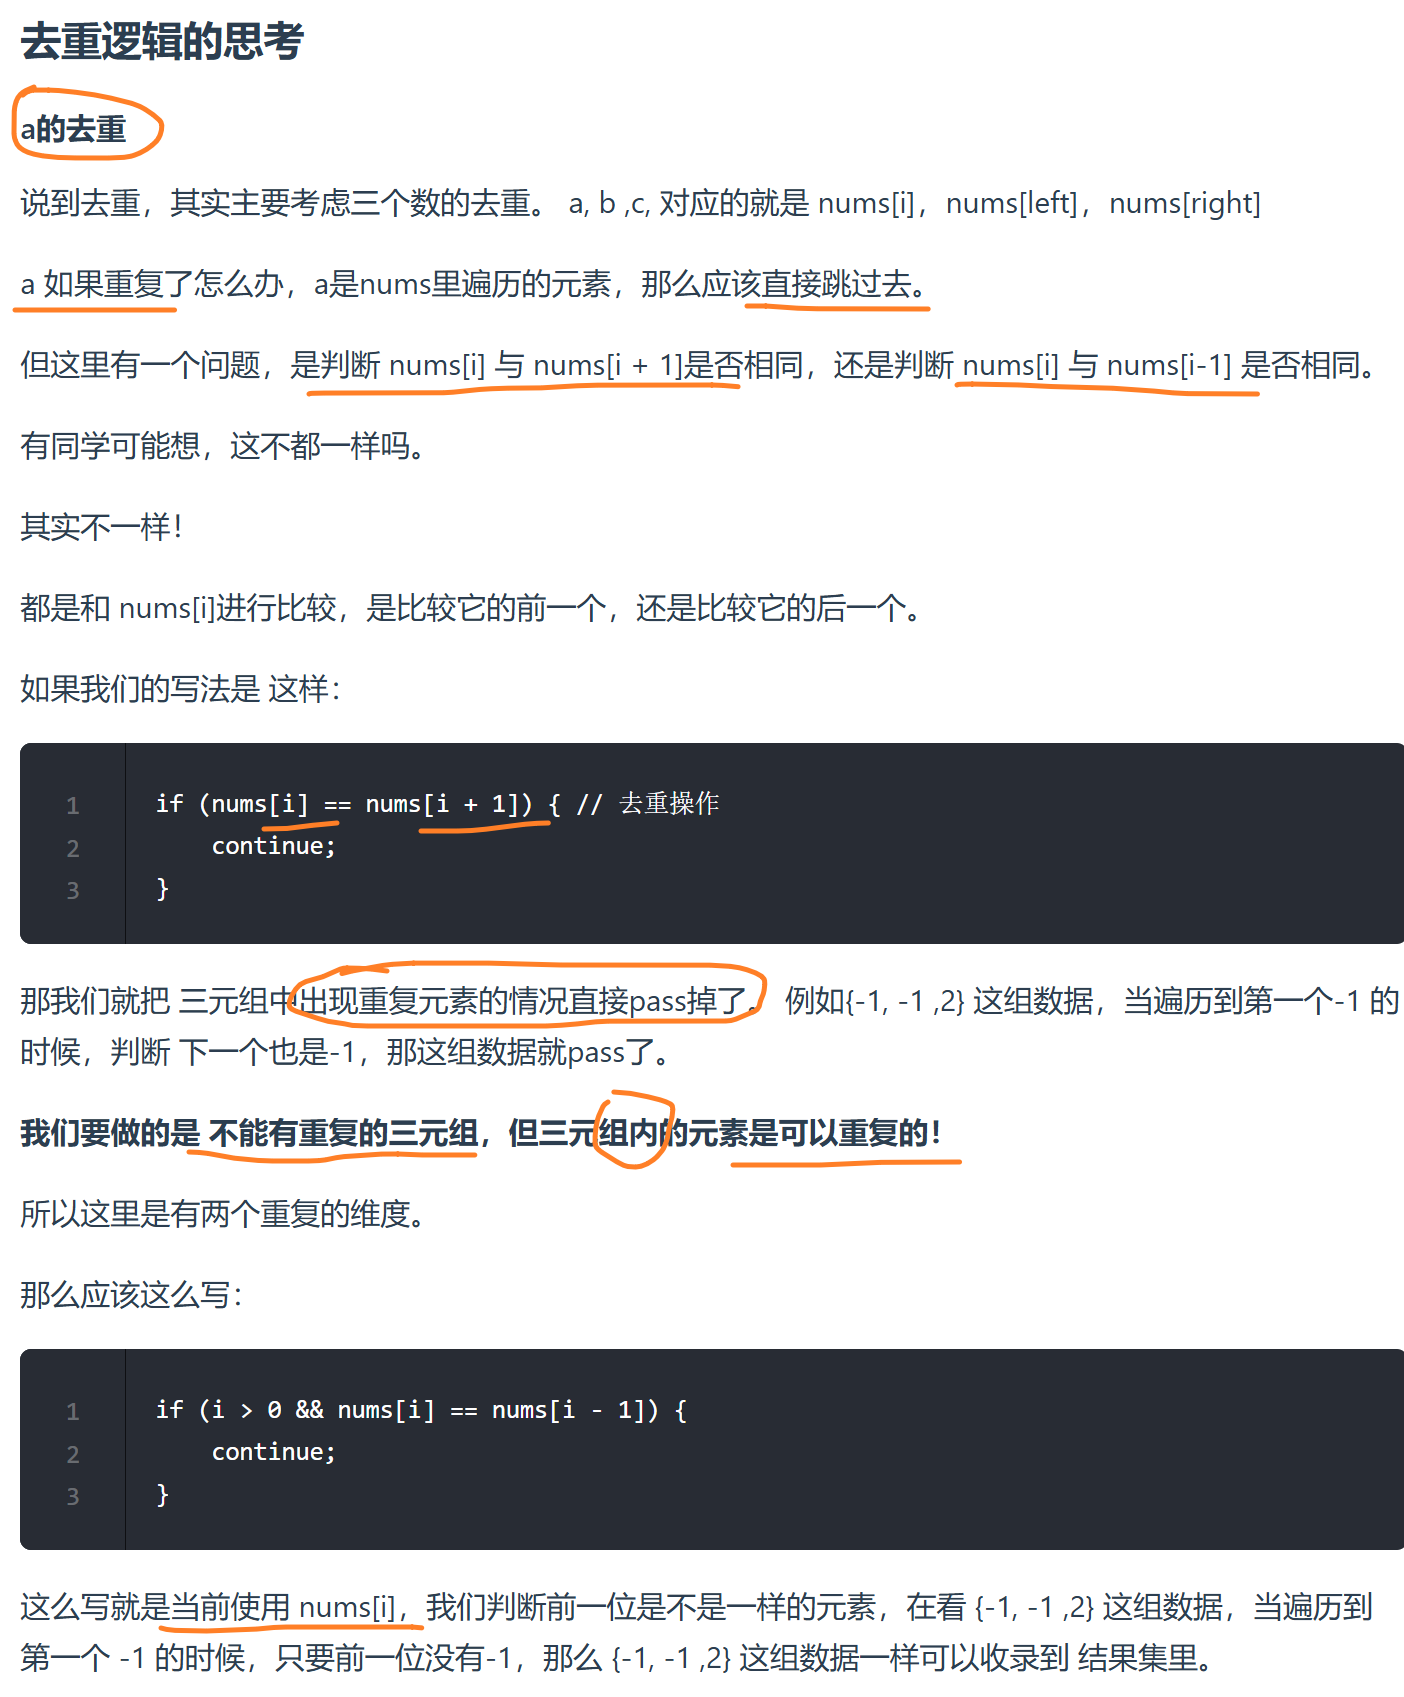 去重逻辑的思考
a的去重
说到去重，其实主要考虑三个数的去重。 a, b ,c, 对应的就是 nums[i]，nums[left]，nums[right]
a 如果重复了怎么办，a是nums里遍历的元素，那么应该直接跳过去。
但这里有一个问题，是判断 nums[i] 与 nums[i + 1]是否相同，还是判断 nums[i] 与 nums[i-1] 是否相同。
有同学可能想，这不都一样吗。
其实不一样！
都是和 nums[i]进行比较，是比较它的前一个，还是比较它的后一个。
如果我们的写法是 这样：
1 if (nums[i] == nums[i + 1]) { // 去重操作
2     continue;
3 }
那我们就把 三元组中出现重复元素的情况直接pass掉了。 例如{-1, -1 ,2} 这组数据，当遍历到第一个-1 的
时候，判断 下一个也是-1，那这组数据就pass了。
我们要做的是 不能有重复的三元组，但三元组内的元素是可以重复的！
所以这里是有两个重复的维度。
那么应该这么写：
1 if (i > 0 && nums[i] == nums[i - 1]) {
2     continue;
3 }
这么写就是当前使用 nums[i]，我们判断前一位是不是一样的元素，在看 {-1, -1 ,2} 这组数据，当遍历到
第一个 -1 的时候，只要前一位没有-1，那么 {-1, -1 ,2} 这组数据一样可以收录到 结果集里。